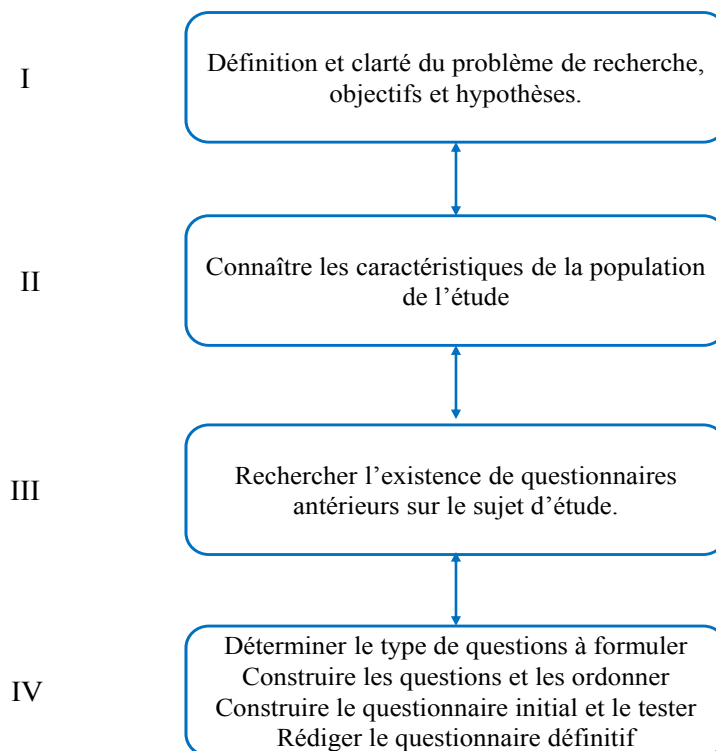 I
Définition et clarté du problème de recherche,
objectifs et hypothèses.
II
Connaître les caractéristiques de la population
de l’étude
III
Rechercher l’existence de questionnaires
antérieurs sur le sujet d’étude.
IV
Déterminer le type de questions à formuler
Construire les questions et les ordonner
Construire le questionnaire initial et le tester
Rédiger le questionnaire définitif